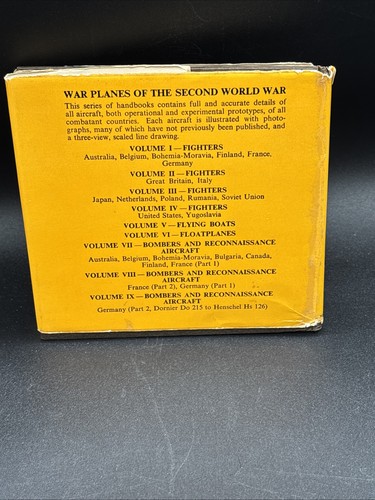 WAR PLANES OF THE SECOND WORLD WAR
This series of handbooks contains full and accurate details of
all aircraft, both operational and experimental prototypes, of all
combatant countries. Each aircraft is illustrated with photo-
graphs, many of which have not previously been published, and
a three-view, scaled line drawing.
VOLUME I—FIGHTERS
Australia, Belgium, Bohemia-Moravia, Finland, France,
Germany
VOLUME II—FIGHTERS
Great Britain, Italy
VOLUME III—FIGHTERS
Japan, Netherlands, Poland, Rumania, Soviet Union
VOLUME IV—FIGHTERS
United States, Yugoslavia
VOLUME V—FLYING BOATS
VOLUME VI—FLOATPLANES
VOLUME VII—BOMBERS AND RECONNAISSANCE
AIRCRAFT
Australia, Belgium, Bohemia-Moravia, Bulgaria, Canada,
Finland, France (Part 1)
VOLUME VIII—BOMBERS AND RECONNAISSANCE
AIRCRAFT
France (Part 2), Germany (Part 1)
VOLUME IX—BOMBERS AND RECONNAISSANCE
AIRCRAFT
Germany (Part 2, Dornier Do 215 to Henschel Hs 126)